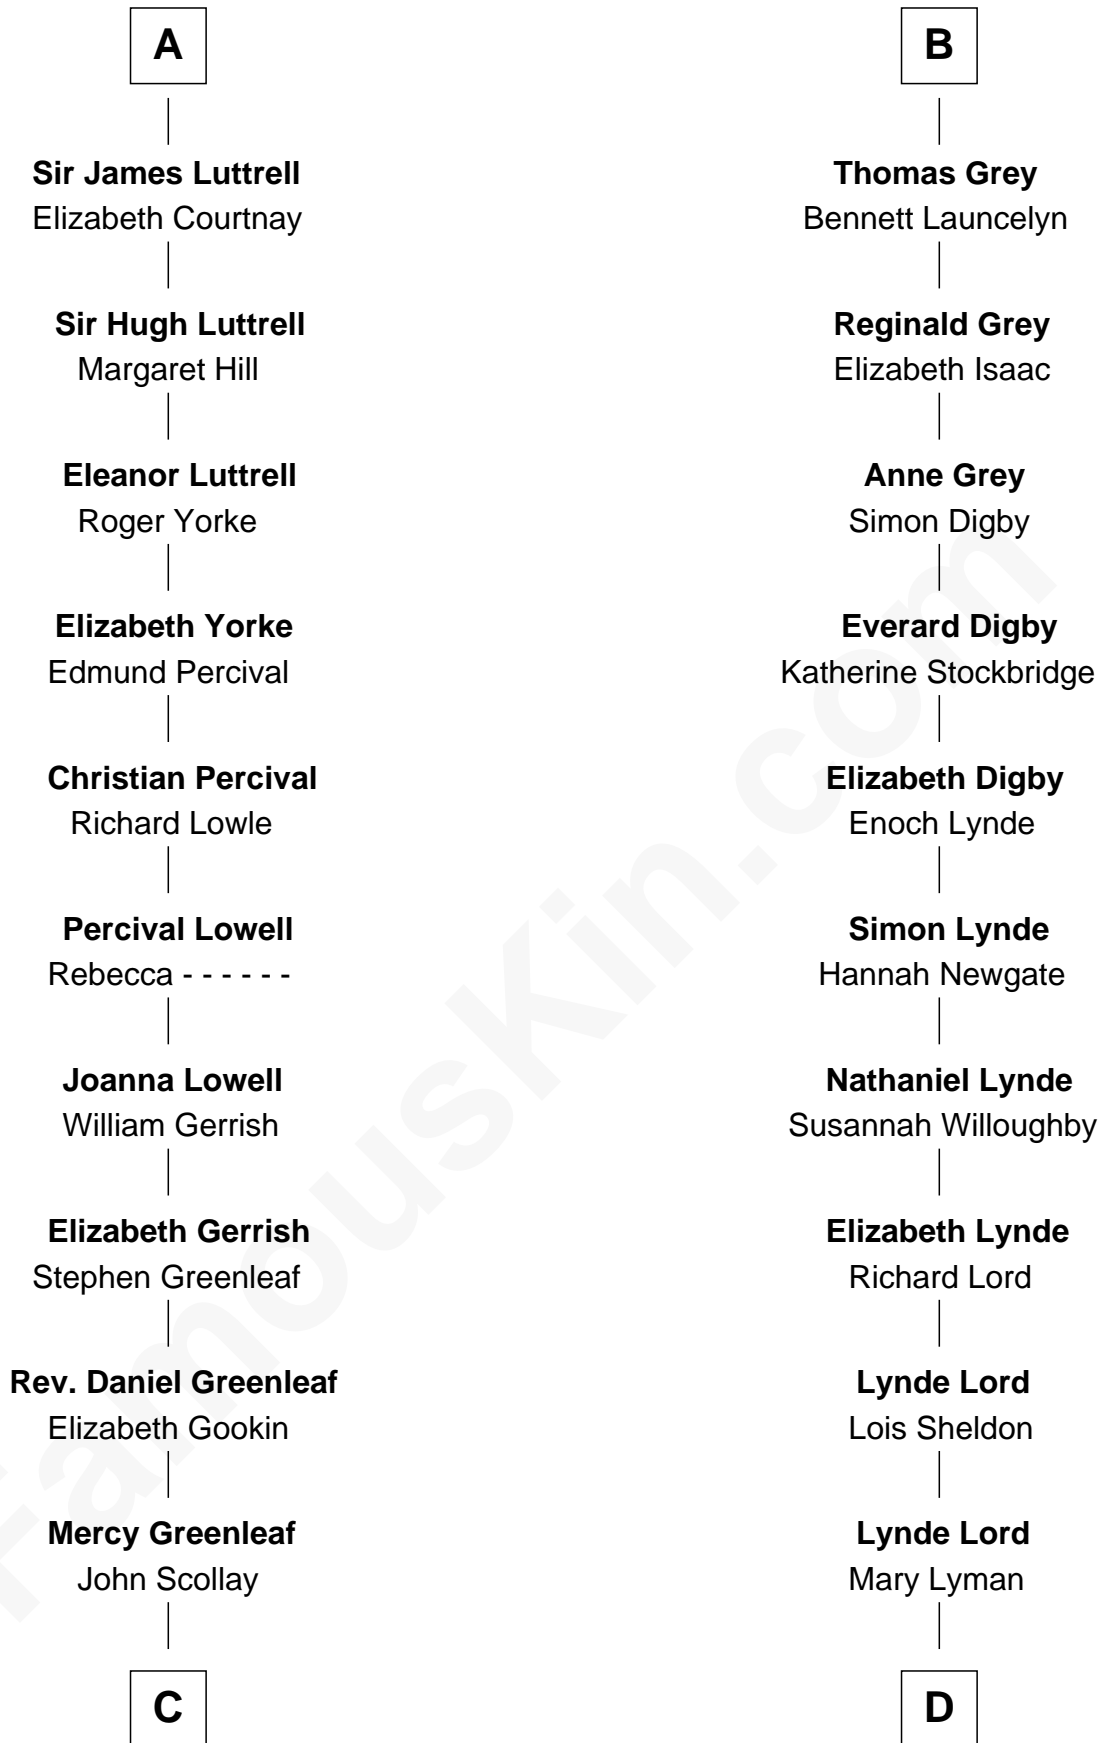 A
Sir James Luttrell
Elizabeth Courtnay
Sir Hugh Luttrell
Margaret Hill
Eleanor Luttrell
Roger Yorke
Elizabeth Yorke
Edmund Percival
Christian Percival
Richard Lowle
Percival Lowell
Rebecca - - - - - -
Joanna Lowell
William Gerrish
Elizabeth Gerrish
Stephen Greenleaf
Rev. Daniel Greenleaf
Elizabeth Gookin
Mercy Greenleaf
John Scollay
C
B
Thomas Grey
Bennett Launcelyn
Reginald Grey
Elizabeth Isaac
Anne Grey
Simon Digby
Everard Digby
Katherine Stockbridge
Elizabeth Digby
Enoch Lynde
Simon Lynde
Hannah Newgate
Nathaniel Lynde
Susannah Willoughby
Elizabeth Lynde
Richard Lord
Lynde Lord
Lois Sheldon
Lynde Lord
Mary Lyman
D
FamousKin.com